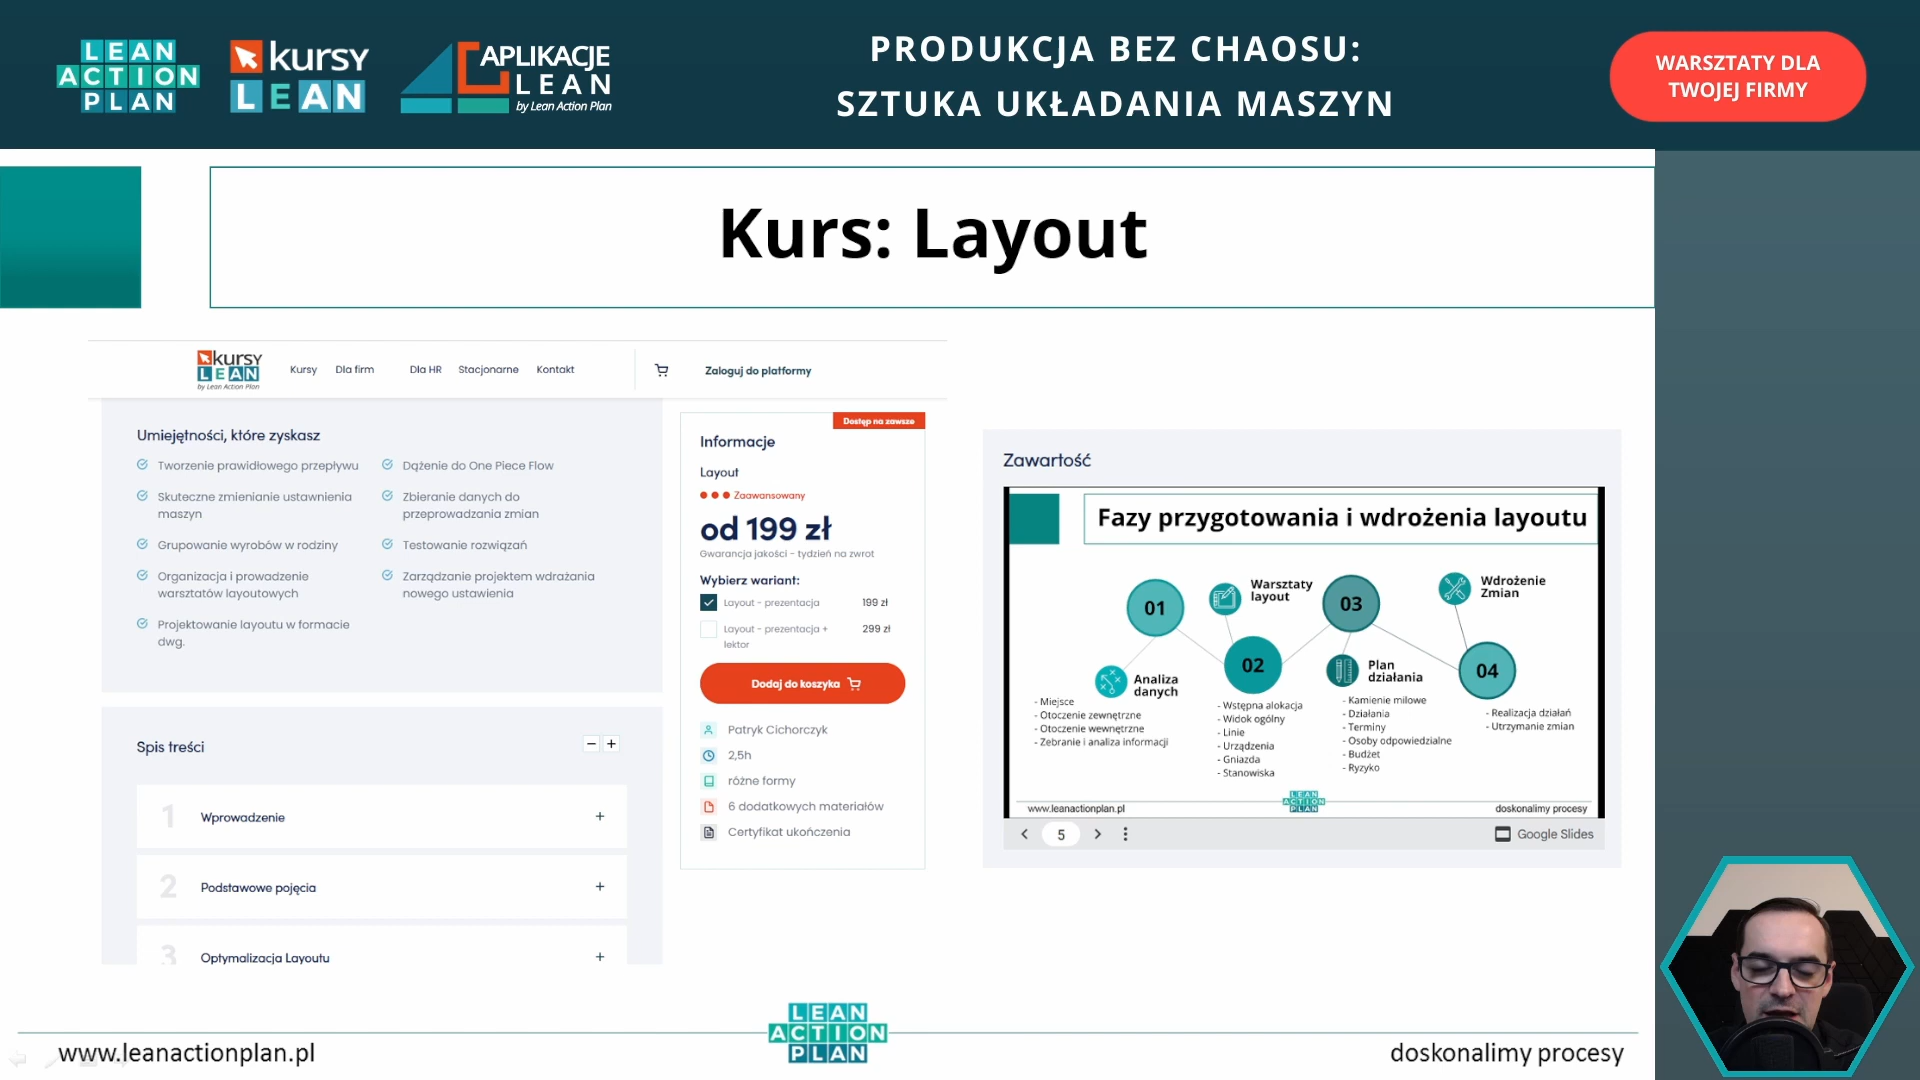 LEAN
ACTION
PLAN
kursy
LEAN
APLIKACJE
LEAN
by Lean Action Plan
PRODUKCJA BEZ CHAOSU:
SZTUKA UKŁADANIA MASZYN
WARSZTATY DLA
TWOJEJ FIRMY
Kurs: Layout
kursy
LEAN
by Lean Action Plan
Kursy
Dla firm
Dla HR
Stacjonarne
Kontakt
Zaloguj do platformy
Umiejętności, które zyskasz
Tworzenie prawidłowego przepływu
Skuteczne zmienianie ustawnienia
maszyn
Grupowanie wyrobów w rodziny
Organizacja i prowadzenie
warsztatów layoutowych
Projektowanie layoutu w formacie
dwg.
Dążenie do One Piece Flow
Zbieranie danych do
przeprowadzania zmian
Testowanie rozwiązań
Zarządzanie projektem wdrażania
nowego ustawienia
Spis treści
1 Wprowadzenie +
2 Podstawowe pojęcia +
3 Optymalizacja Layoutu +
Dostęp na zawsze
Informacje
Layout
Zaawansowany
od 199 zł
Gwarancja jakości - tydzień na zwrot
Wybierz wariant:
Layout - prezentacja 199 zł
Layout - prezentacja + 299 zł
lektor
Dodaj do koszyka
Patryk Cichorczyk
2,5h
różne formy
6 dodatkowych materiałów
Certyfikat ukończenia
Zawartość
Fazy przygotowania i wdrożenia layoutu
01
Analiza
danych
- Miejsce
- Otoczenie zewnętrzne
- Otoczenie wewnętrzne
- Zebranie i analiza informacji
Warsztaty
layout
02
- Wstępna alokacja
- Widok ogólny
- Linie
- Urządzenia
- Gniazda
- Stanowiska
03
Plan
działania
- Kamienie milowe
- Działania
- Terminy
- Osoby odpowiedzialne
- Budżet
- Ryzyko
Wdrożenie
Zmian
04
- Realizacja działań
- Utrzymanie zmian
www.leanactionplan.pl
LEAN
ACTION
PLAN
doskonalimy procesy
5
Google Slides
www.leanactionplan.pl
LEAN
ACTION
PLAN
doskonalimy procesy